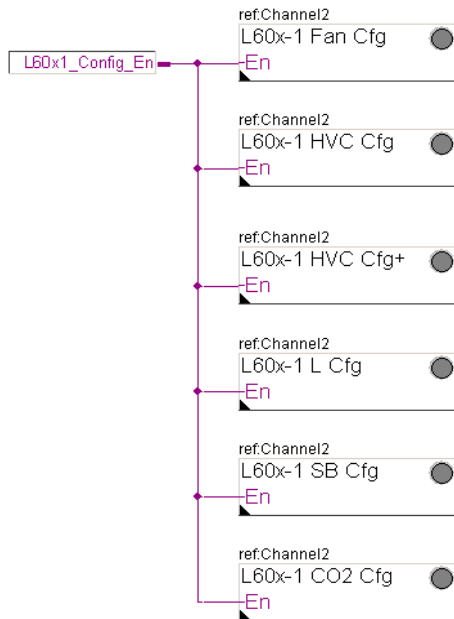 ref:Channel2
L60x-1 Fan Cfg
L60x1_Config_En
En
ref:Channel2
L60x-1 HVC Cfg
En
ref:Channel2
L60x-1 HVC Cfg+
En
ref:Channel2
L60x-1 L Cfg
En
ref:Channel2
L60x-1 SB Cfg
En
ref:Channel2
L60x-1 CO2 Cfg
En